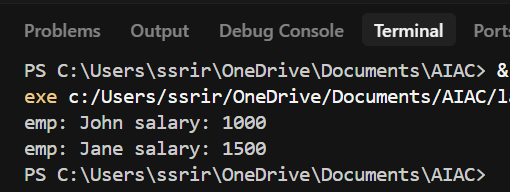 Problems Output Debug Console Terminal Ports
PS C:\Users\ssrir\OneDrive\Documents\AIAC> &
exe c:/Users/ssrir/OneDrive/Documents/AIAC/
emp: John salary: 1000
emp: Jane salary: 1500
PS C:\Users\ssrir\OneDrive\Documents\AIAC>